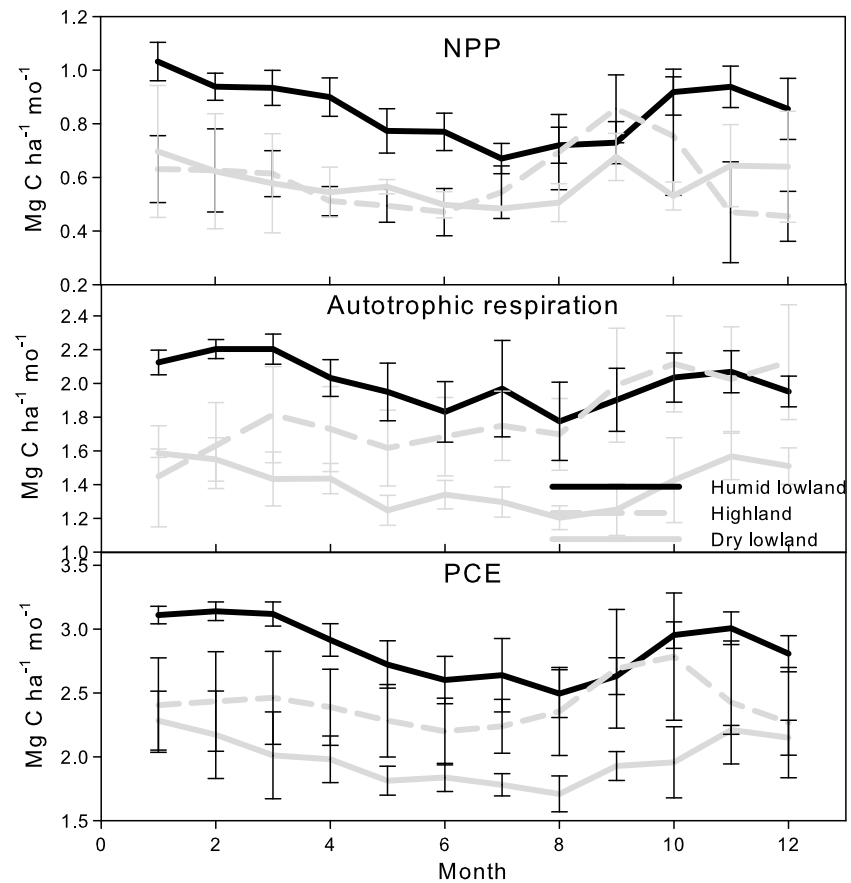 NPP
1.2
1.0
0.8
0.6
0.4
0.2
Mg C ha⁻¹ mo⁻¹
Autotrophic respiration
2.4
2.2
2.0
1.8
1.6
1.4
1.2
1.0
Mg C ha⁻¹ mo⁻¹
Humid lowland
Highland
Dry lowland
PCE
3.5
3.0
2.5
2.0
1.5
Mg C ha⁻¹ mo⁻¹
0 2 4 6 8 10 12
Month